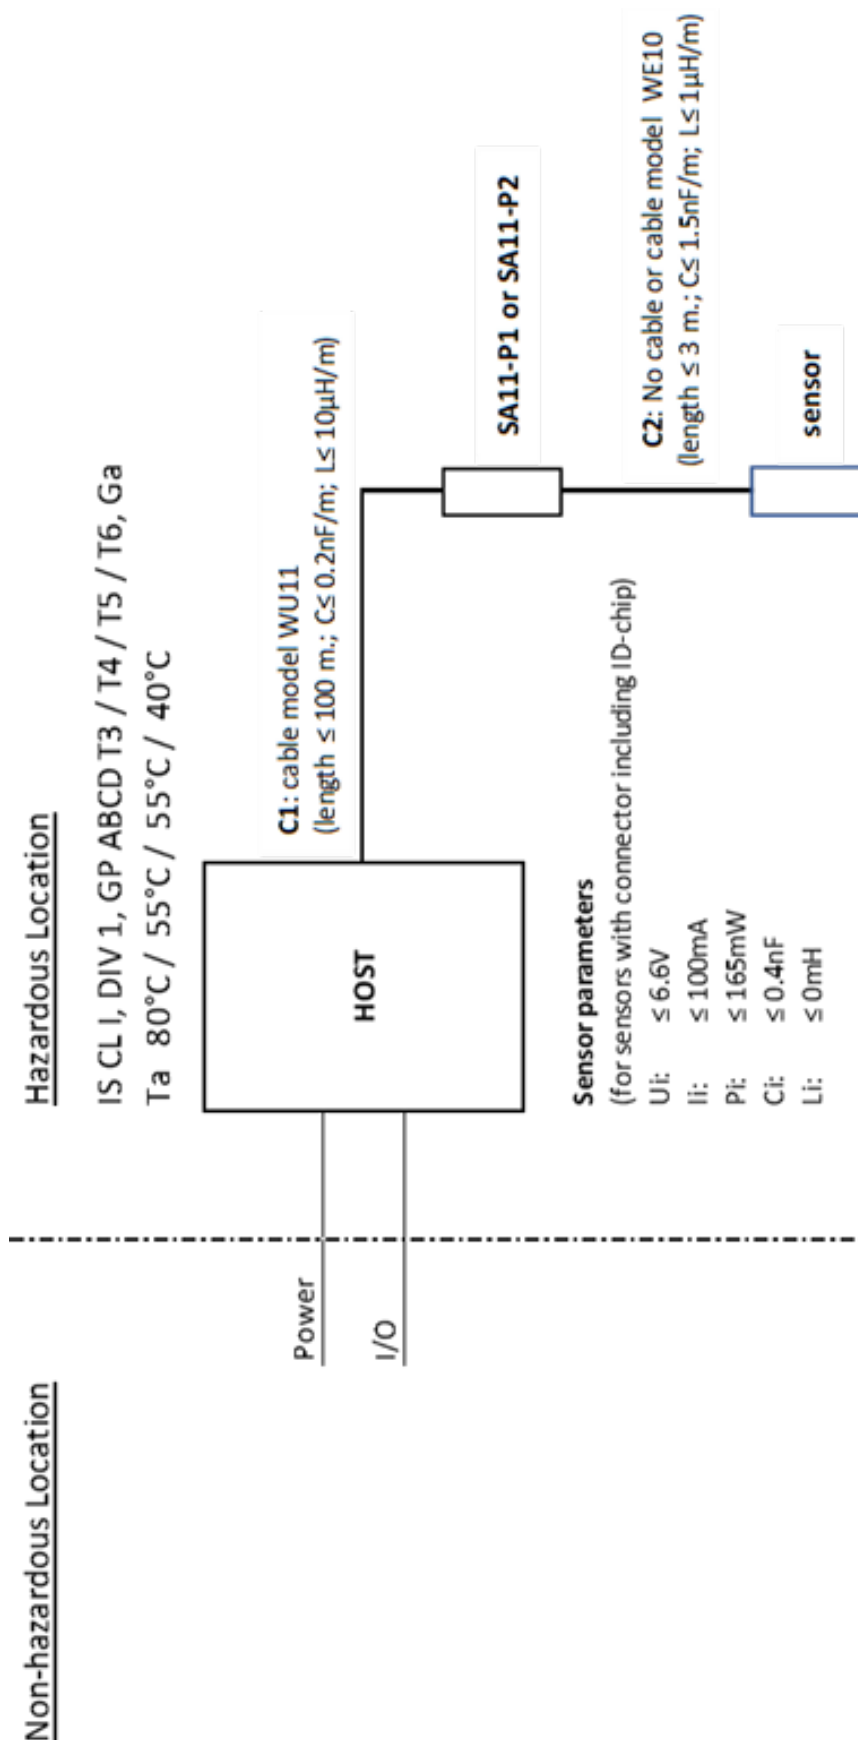 Non-hazardous Location
Hazardous Location
IS CL I, DIV 1, GP ABCD T3 / T4 / T5 / T6, Ga
Ta 80°C / 55°C / 55°C / 40°C
Power
I/O
HOST
C1: cable model WU11
(length ≤ 100 m.; C≤ 0.2nF/m; L≤ 10µH/m)
SA11-P1 or SA11-P2
C2: No cable or cable model WE10
(length ≤ 3 m.; C≤ 1.5nF/m; L≤ 1µH/m)
sensor
Sensor parameters
(for sensors with connector including ID-chip)
Ui: ≤ 6.6V
Ii: ≤ 100mA
Pi: ≤ 165mW
Ci: ≤ 0.4nF
Li: ≤ 0mH